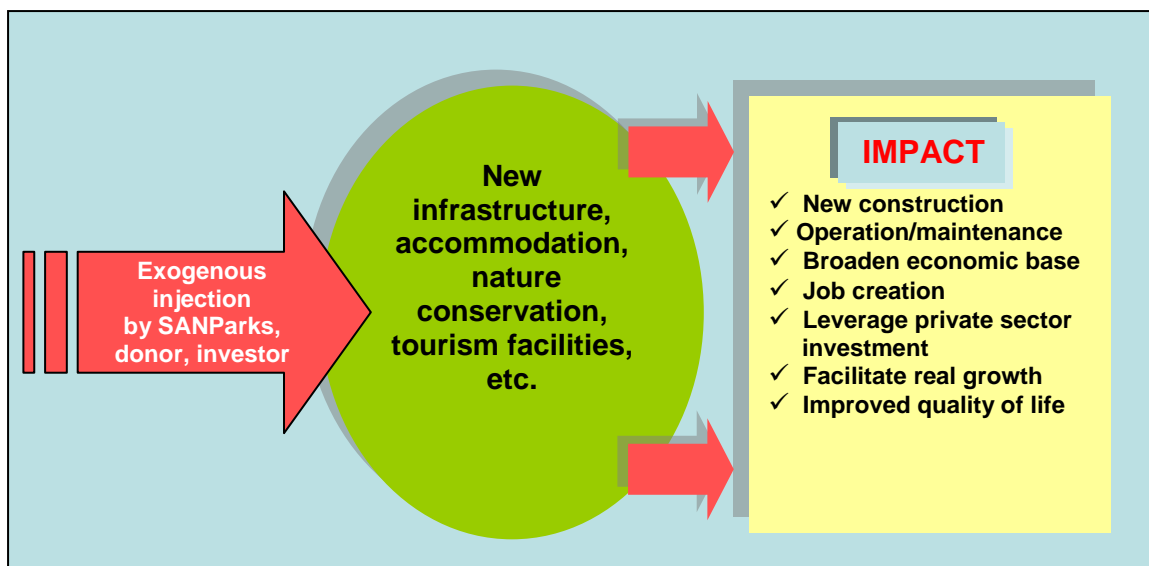 Exogenous
injection
by SANParks,
donor, investor
New
infrastructure,
accommodation,
nature
conservation,
tourism facilities,
etc.
IMPACT
✓ New construction
✓ Operation/maintenance
✓ Broaden economic base
✓ Job creation
✓ Leverage private sector
investment
✓ Facilitate real growth
✓ Improved quality of life